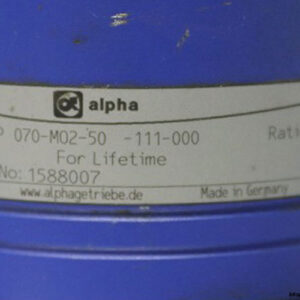 alpha
P 070-M02-50 -111-000 Rati
For Lifetime
No: 1588007
www.alphagetriebe.de Made in Germany